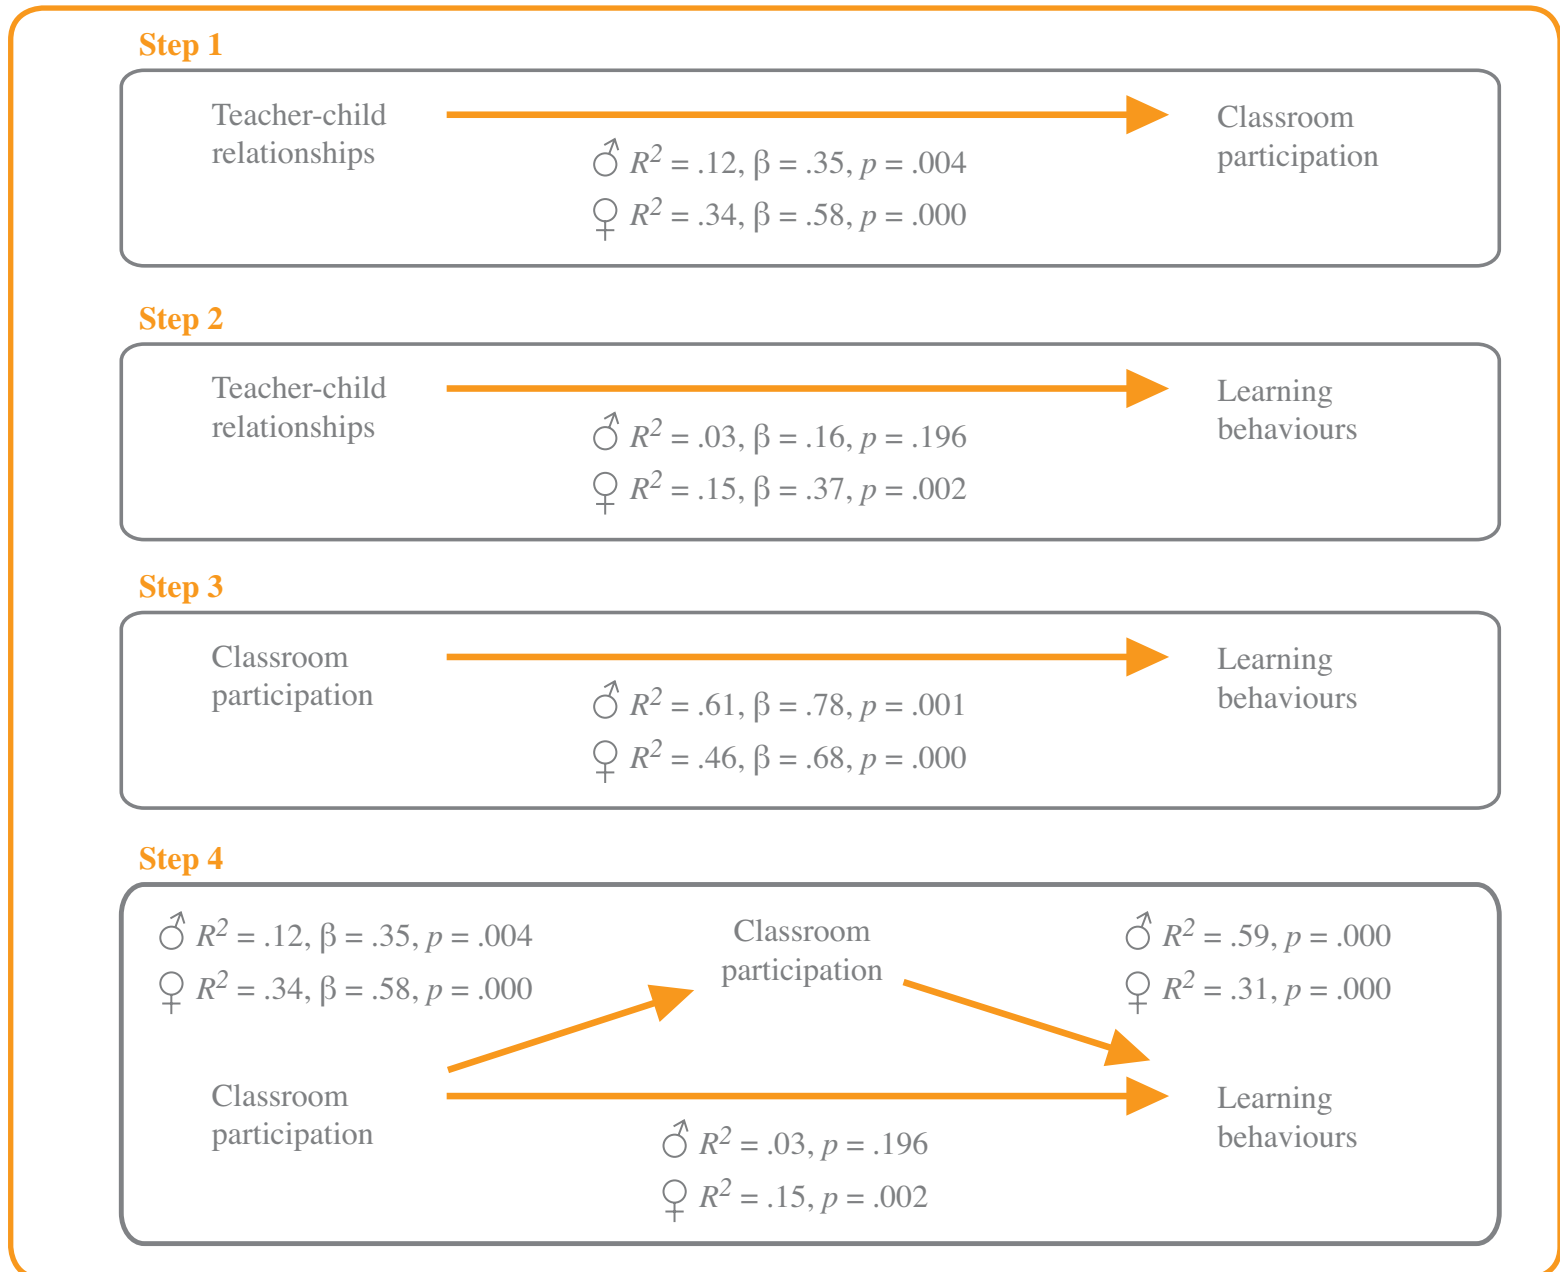 Step 1
Teacher-child
relationships
Classroom
participation
♂ R² = .12, β = .35, p = .004
♀ R² = .34, β = .58, p = .000
Step 2
Teacher-child
relationships
Learning
behaviours
♂ R² = .03, β = .16, p = .196
♀ R² = .15, β = .37, p = .002
Step 3
Classroom
participation
Learning
behaviours
♂ R² = .61, β = .78, p = .001
♀ R² = .46, β = .68, p = .000
Step 4
♂ R² = .12, β = .35, p = .004
♀ R² = .34, β = .58, p = .000
Classroom
participation
♂ R² = .59, p = .000
♀ R² = .31, p = .000
Classroom
participation
Learning
behaviours
♂ R² = .03, p = .196
♀ R² = .15, p = .002